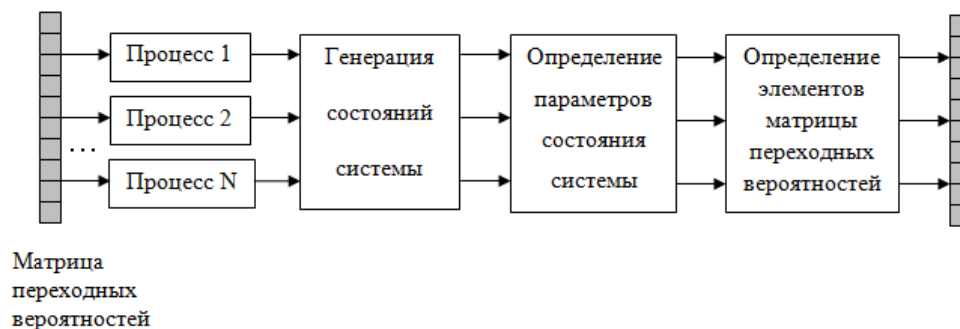 Процесс 1
Процесс 2
...
Процесс N
Генерация
состояний
системы
Определение
параметров
состояния
системы
Определение
элементов
матрицы
переходных
вероятностей
Матрица
переходных
вероятностей